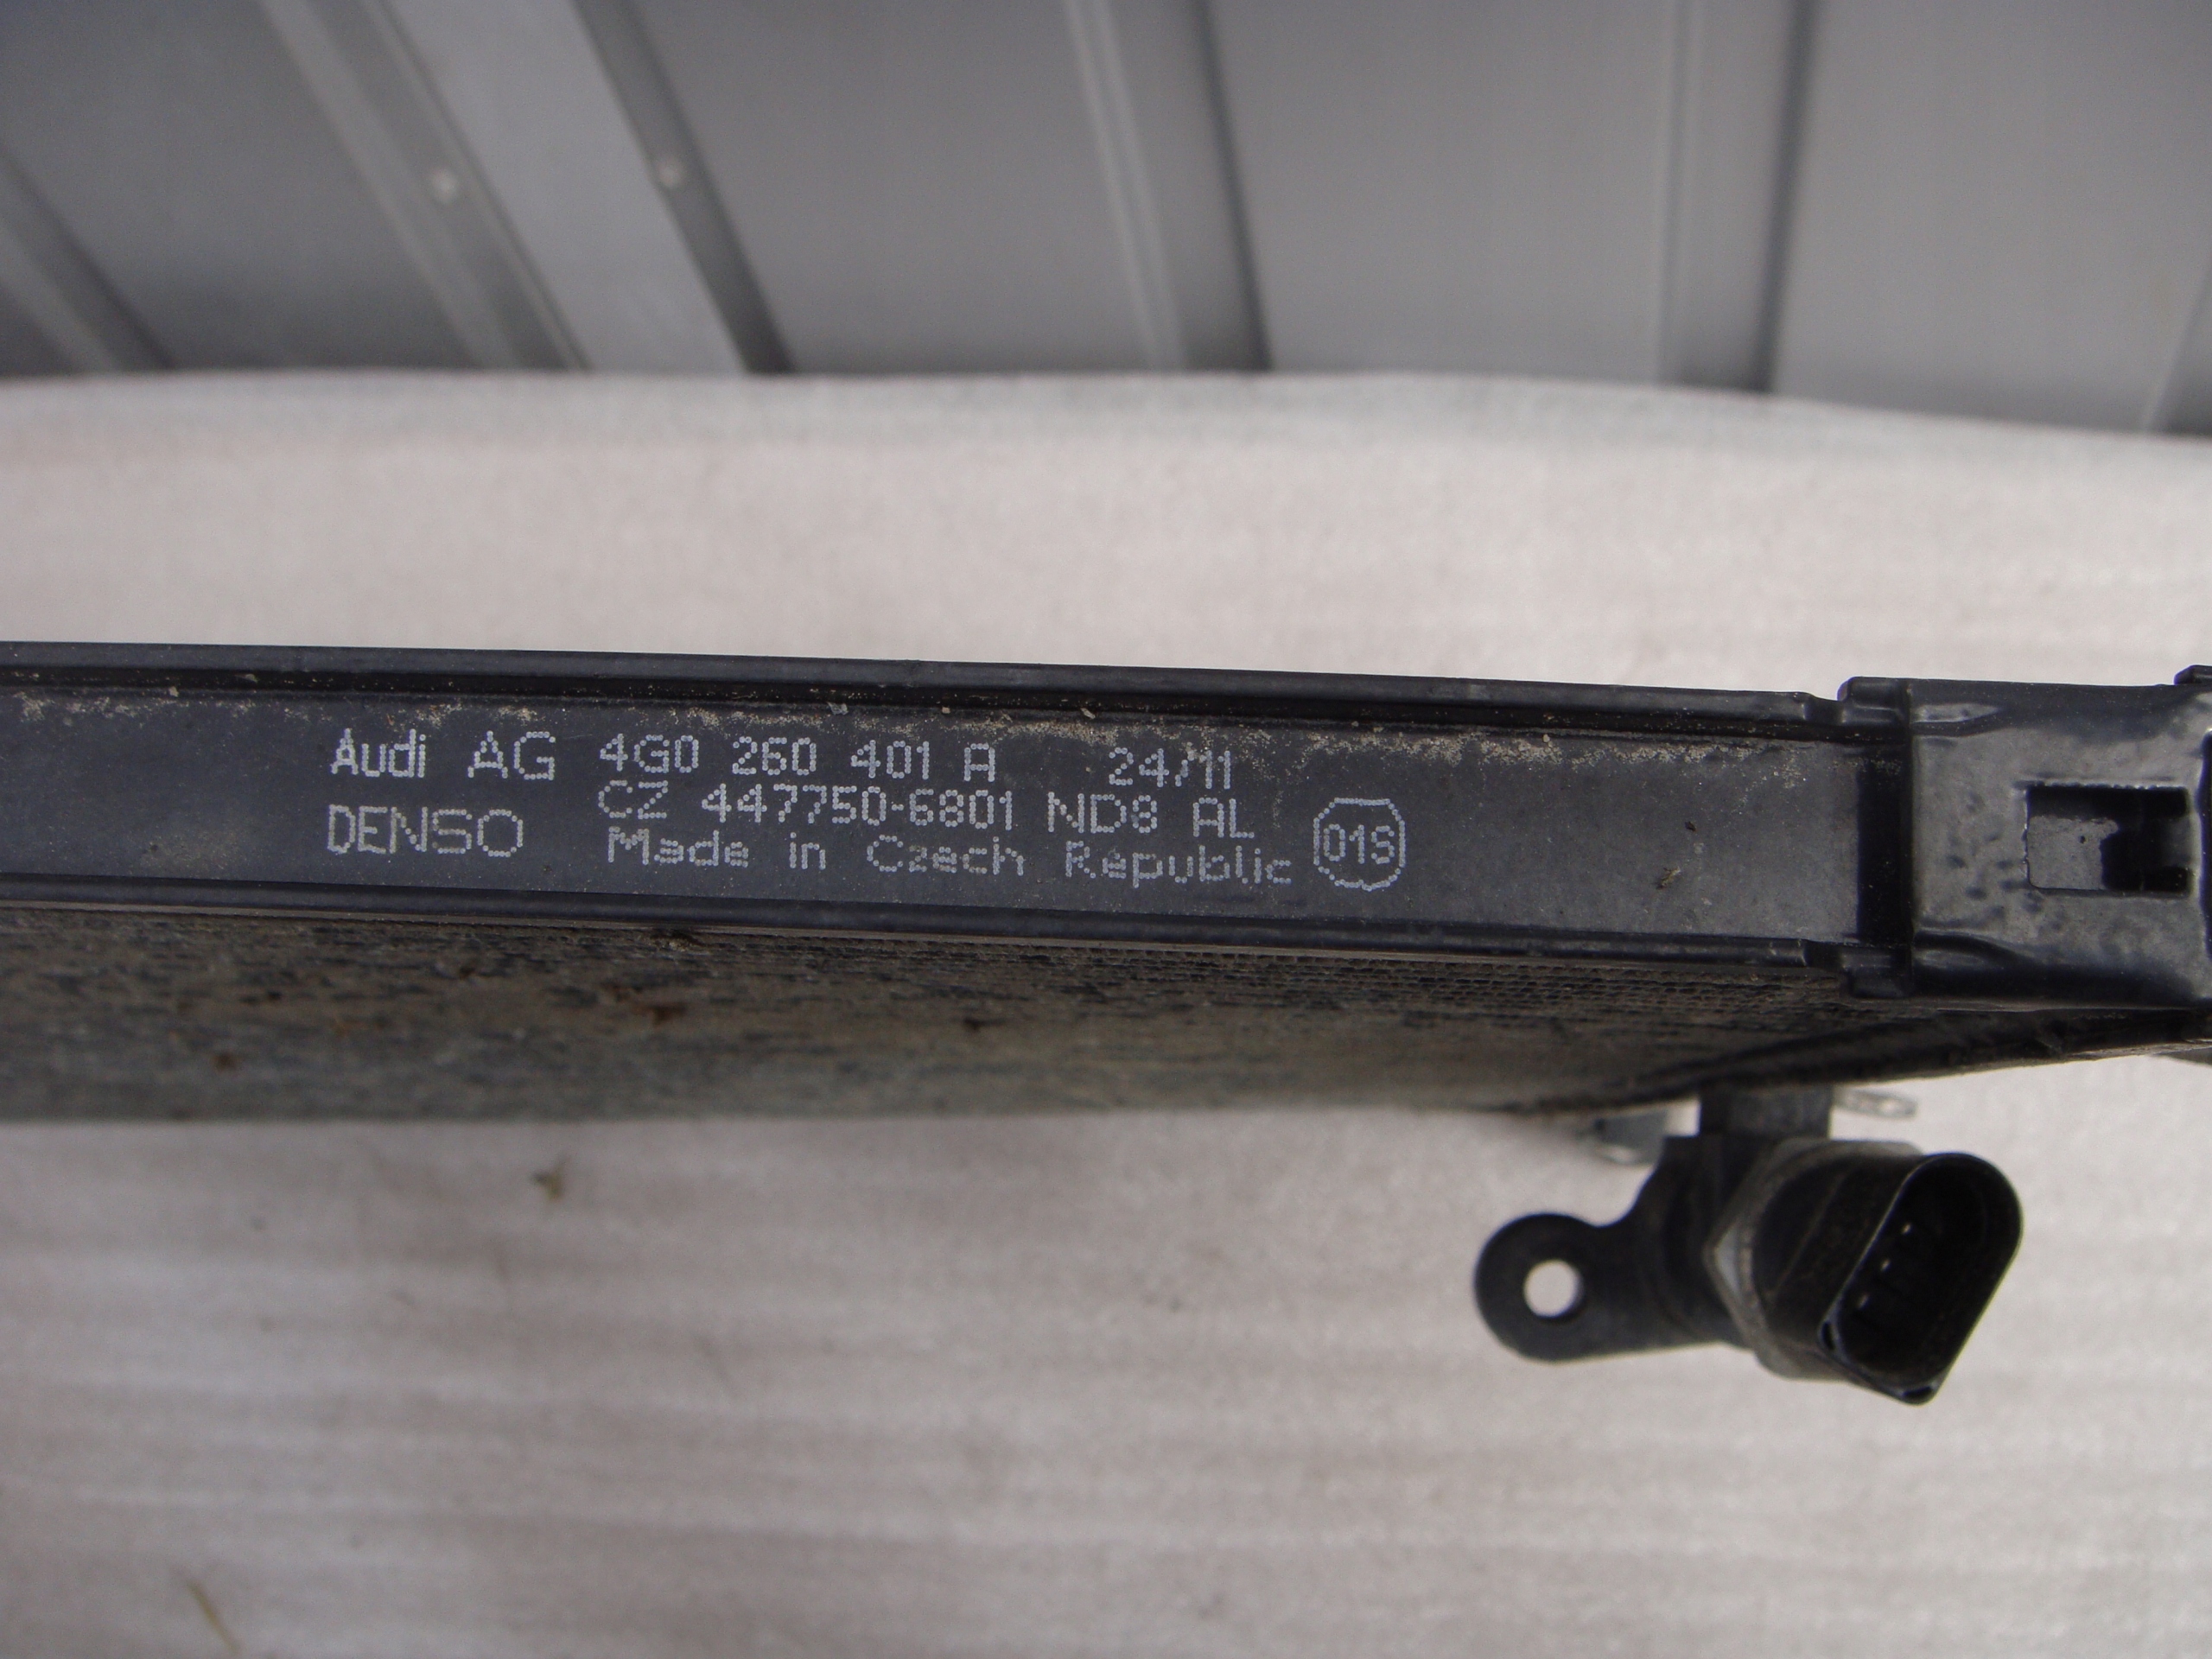 Audi AG 4G0 260 401 A 24/11
DENSO CZ 447750-6801 ND8 AL
Made in Czech Republic 01S